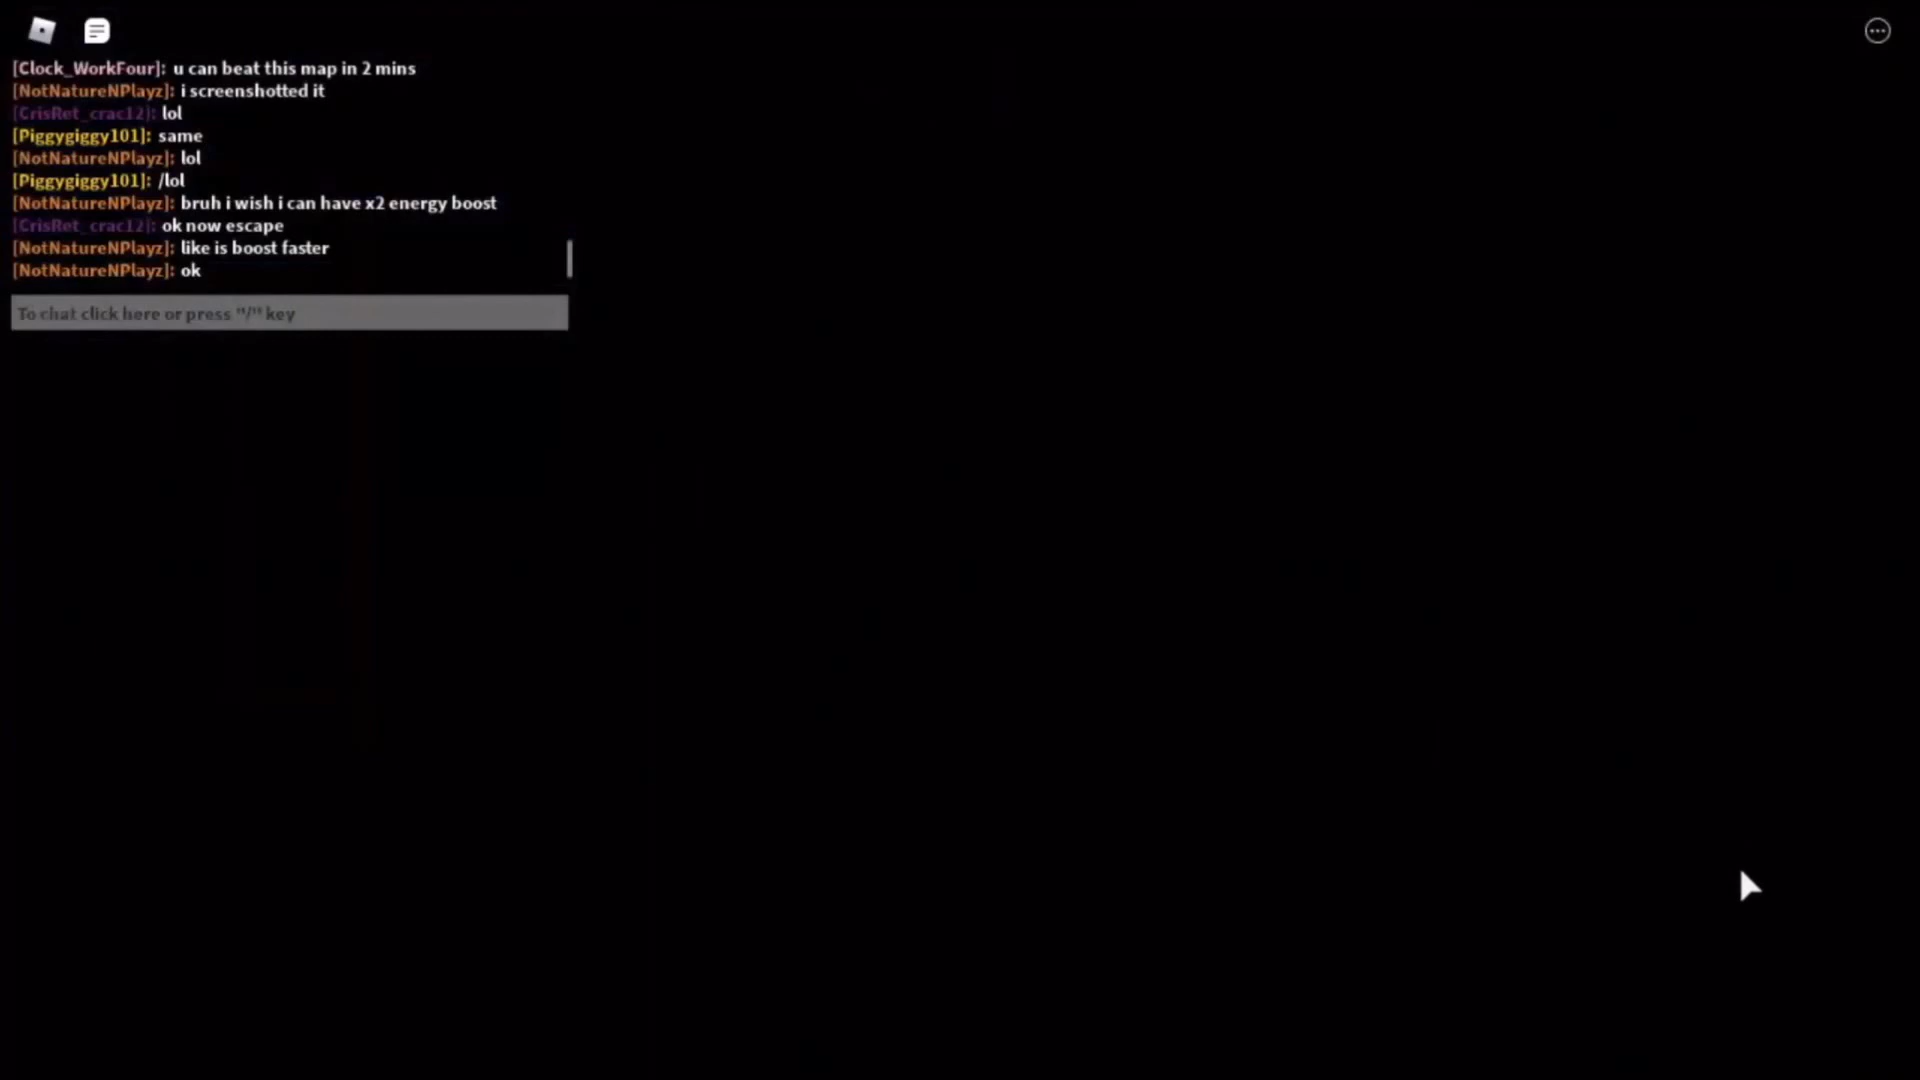 [Clock_WorkFour]: u can beat this map in 2 mins
[NotNatureNPlayz]: i screenshotted it
[CrisRet_crac12]: lol
[Piggygiggy101]: same
[NotNatureNPlayz]: lol
[Piggygiggy101]: /lol
[NotNatureNPlayz]: bruh i wish i can have x2 energy boost
[CrisRet_crac12]: ok now escape
[NotNatureNPlayz]: like is boost faster
[NotNatureNPlayz]: ok
To chat click here or press "/" key